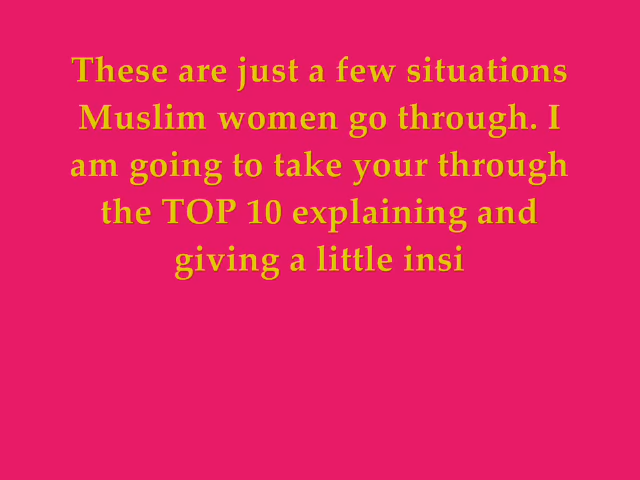 These are just a few situations
Muslim women go through. I
am going to take your through
the TOP 10 explaining and
giving a little insi